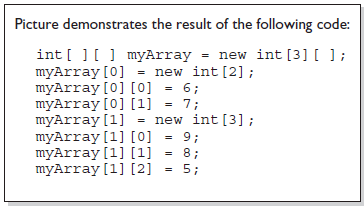 Picture demonstrates the result of the following code:
int[ ][ ] myArray = new int[3][ ];
myArray[0] = new int[2];
myArray[0][0] = 6;
myArray[0][1] = 7;
myArray[1] = new int[3];
myArray[1][0] = 9;
myArray[1][1] = 8;
myArray[1][2] = 5;